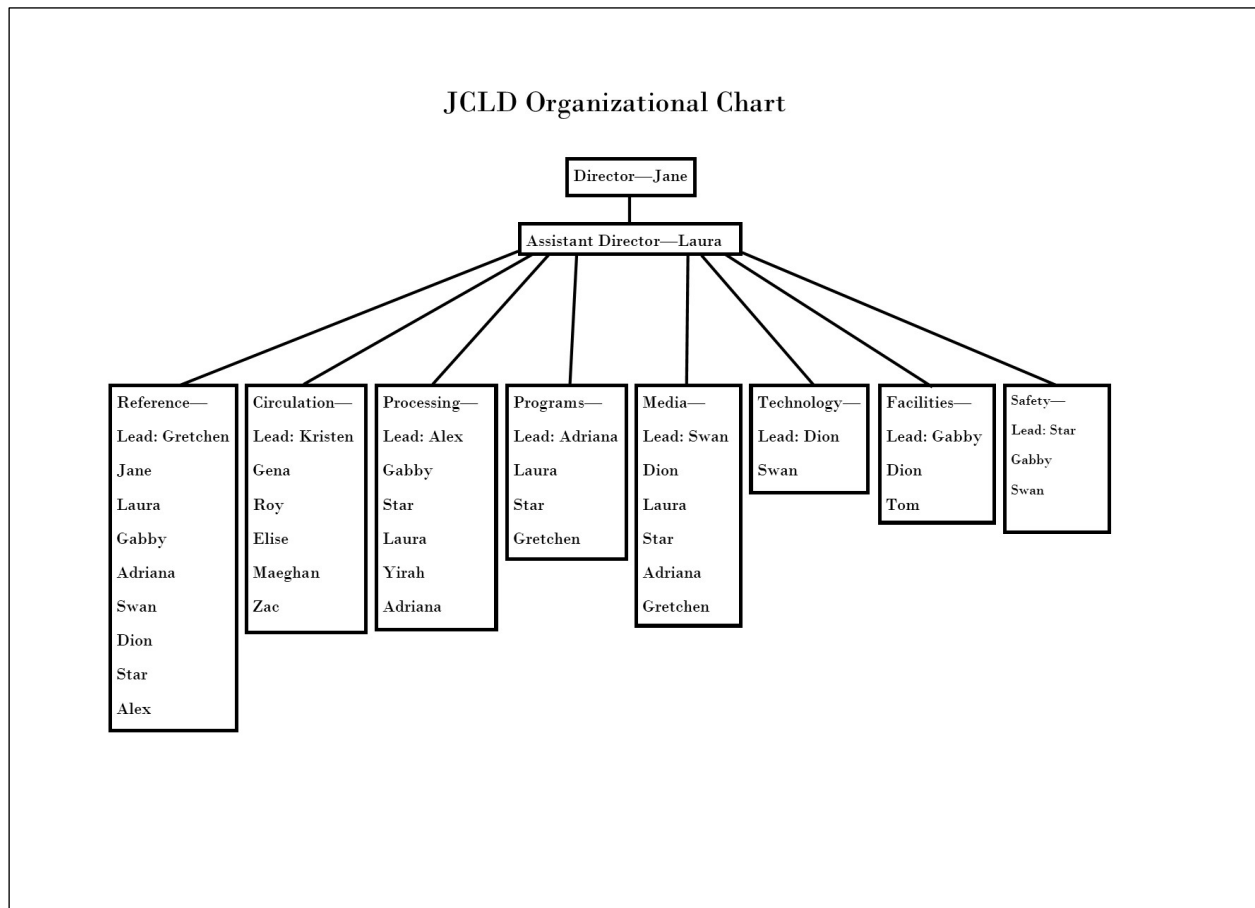 JCLD Organizational Chart
Director—Jane
Assistant Director—Laura
Reference—
Lead: Gretchen
Jane
Laura
Gabby
Adriana
Swan
Dion
Star
Alex
Circulation—
Lead: Kristen
Gena
Roy
Elise
Maeghan
Zac
Processing—
Lead: Alex
Gabby
Star
Laura
Yirah
Adriana
Programs—
Lead: Adriana
Laura
Star
Gretchen
Media—
Lead: Swan
Dion
Laura
Star
Adriana
Gretchen
Technology—
Lead: Dion
Swan
Facilities—
Lead: Gabby
Dion
Tom
Safety—
Lead: Star
Gabby
Swan